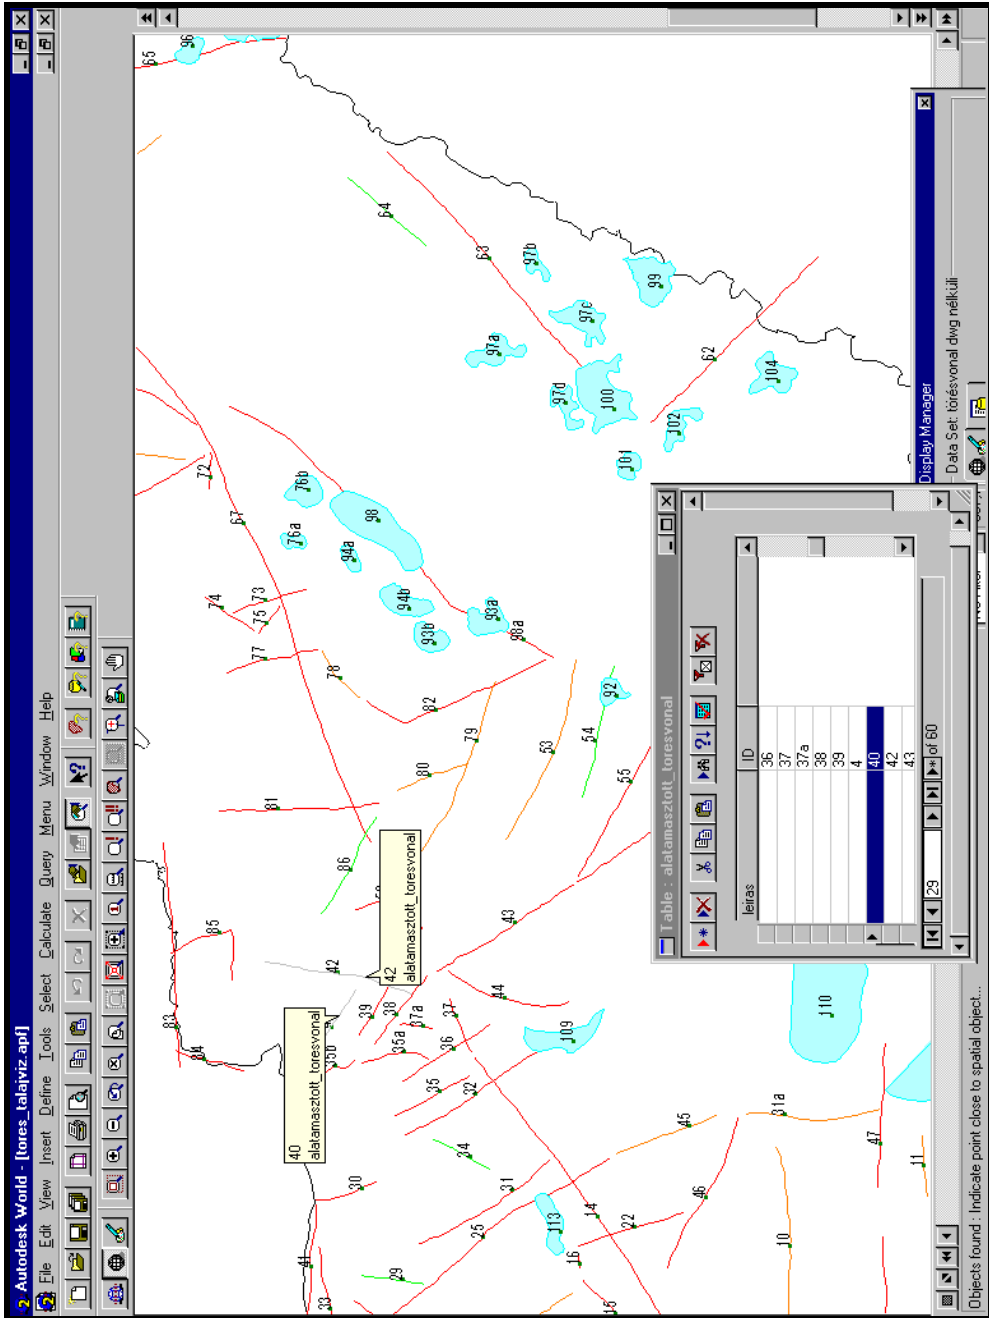 2 Autodesk World - [tores_talajviz.apf]
File Edit View Insert Define Tools Select Calculate Query Menu Window Help
83
84
85
72
74
67
73
75
77
78
76b
76a
98
94a
94b
93b
93a
98a
65
96
64
63
97b
97c
99
97a
97d
100
62
104
102
101
81
82
79
80
53
54
92
55
86
42
43
42
alatamasztott_toresvonal
40
alatamasztott_toresvonal
39
38
37a
37
44
35b
35a
36
35
32
109
110
41
33
30
29
34
31
25
113
14
16
15
22
45
46
31a
10
47
11
Table : alatamasztott_toresvonal
leiras ID
36
37
37a
38
39
4
40
42
43
29 of 60
Display Manager
Data Set: törésvonal dwg nélküli
Objects found : Indicate point close to spatial object...